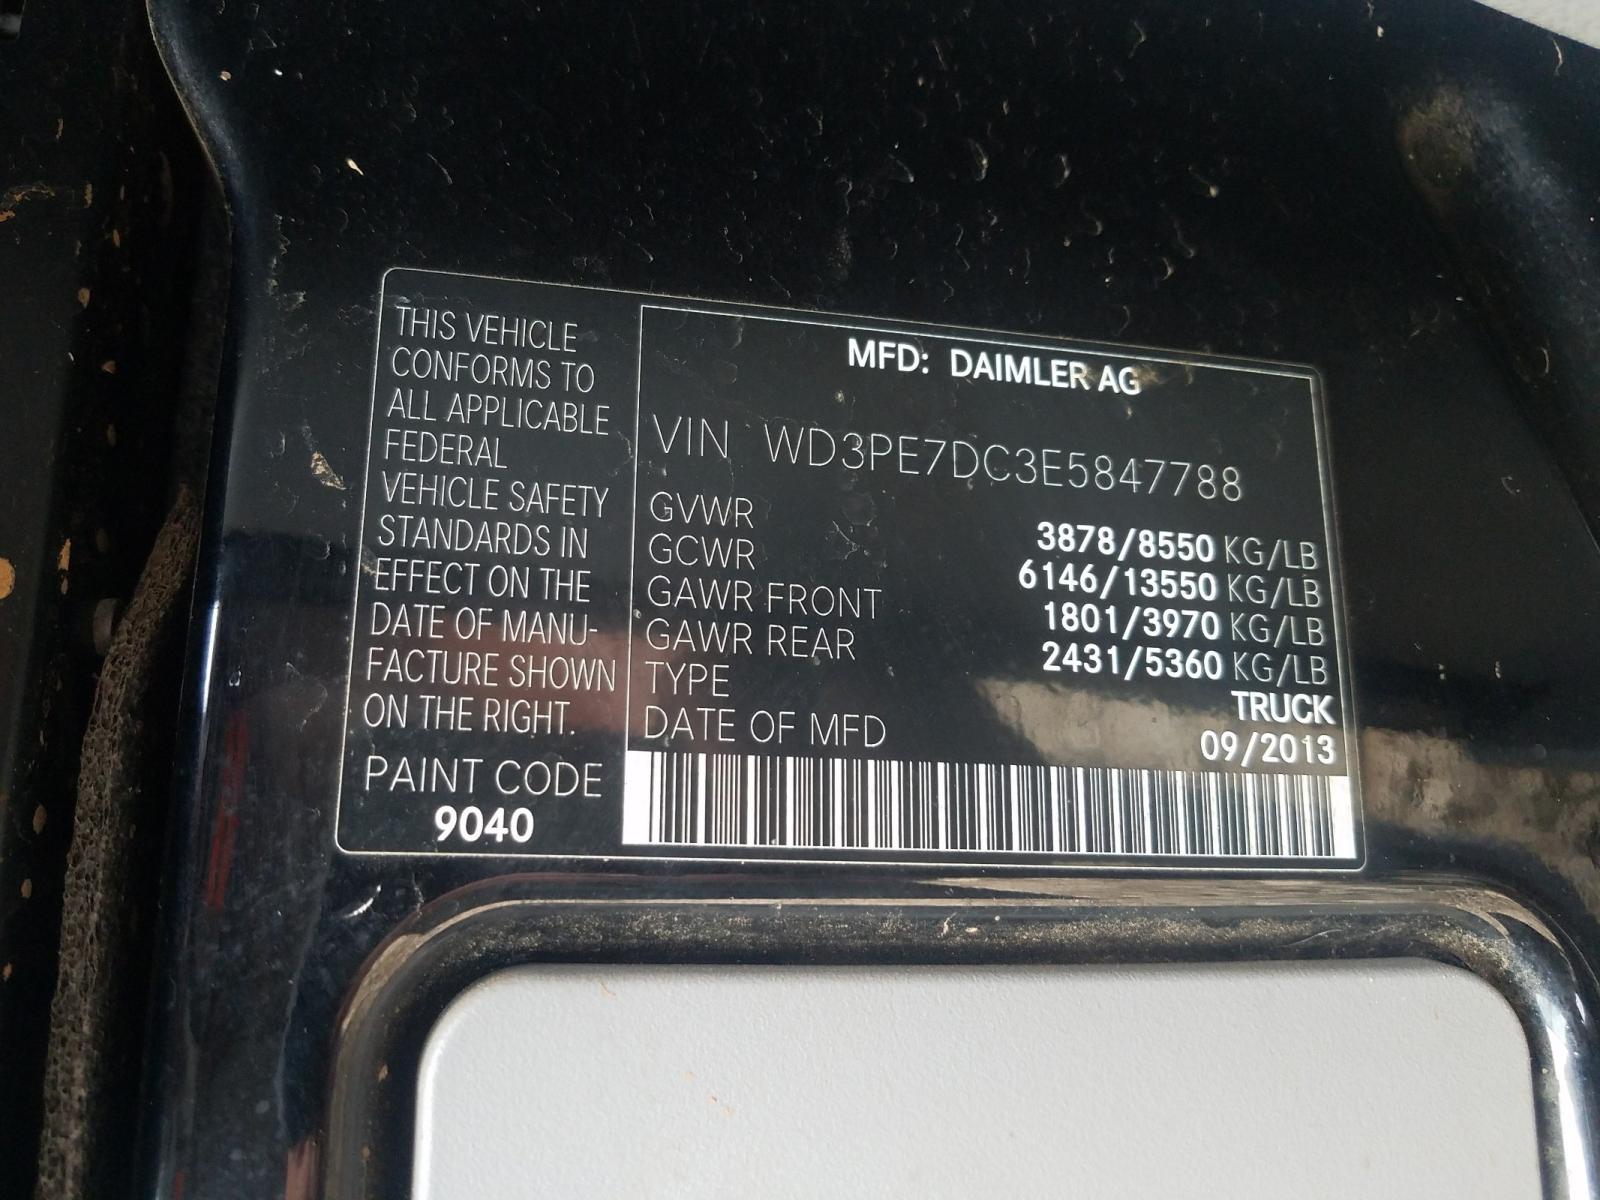 THIS VEHICLE
CONFORMS TO
ALL APPLICABLE
FEDERAL
VEHICLE SAFETY
STANDARDS IN
EFFECT ON THE
DATE OF MANU-
FACTURE SHOWN
ON THE RIGHT.
PAINT CODE
9040
MFD: DAIMLER AG
VIN WD3PE7DC3E5847788
GVWR 3878/8550 KG/LB
GCWR 6146/13550 KG/LB
GAWR FRONT 1801/3970 KG/LB
GAWR REAR 2431/5360 KG/LB
TYPE TRUCK
DATE OF MFD 09/2013